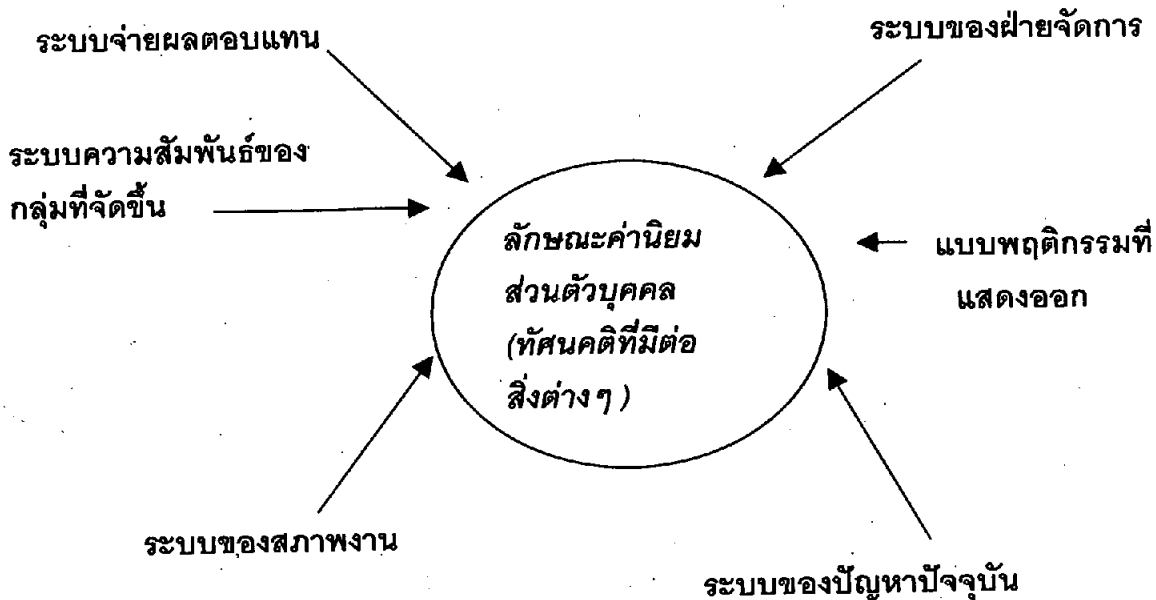 ระบบจ่ายผลตอบแทน
ระบบของฝ่ายจัดการ
ระบบความสัมพันธ์ของ
กลุ่มที่จัดขึ้น
ลักษณะค่านิยม
ส่วนตัวบุคคล
(ทัศนคติที่มีต่อ
สิ่งต่างๆ)
แบบพฤติกรรมที่
แสดงออก
ระบบของสภาพงาน
ระบบของปัญหาปัจจุบัน